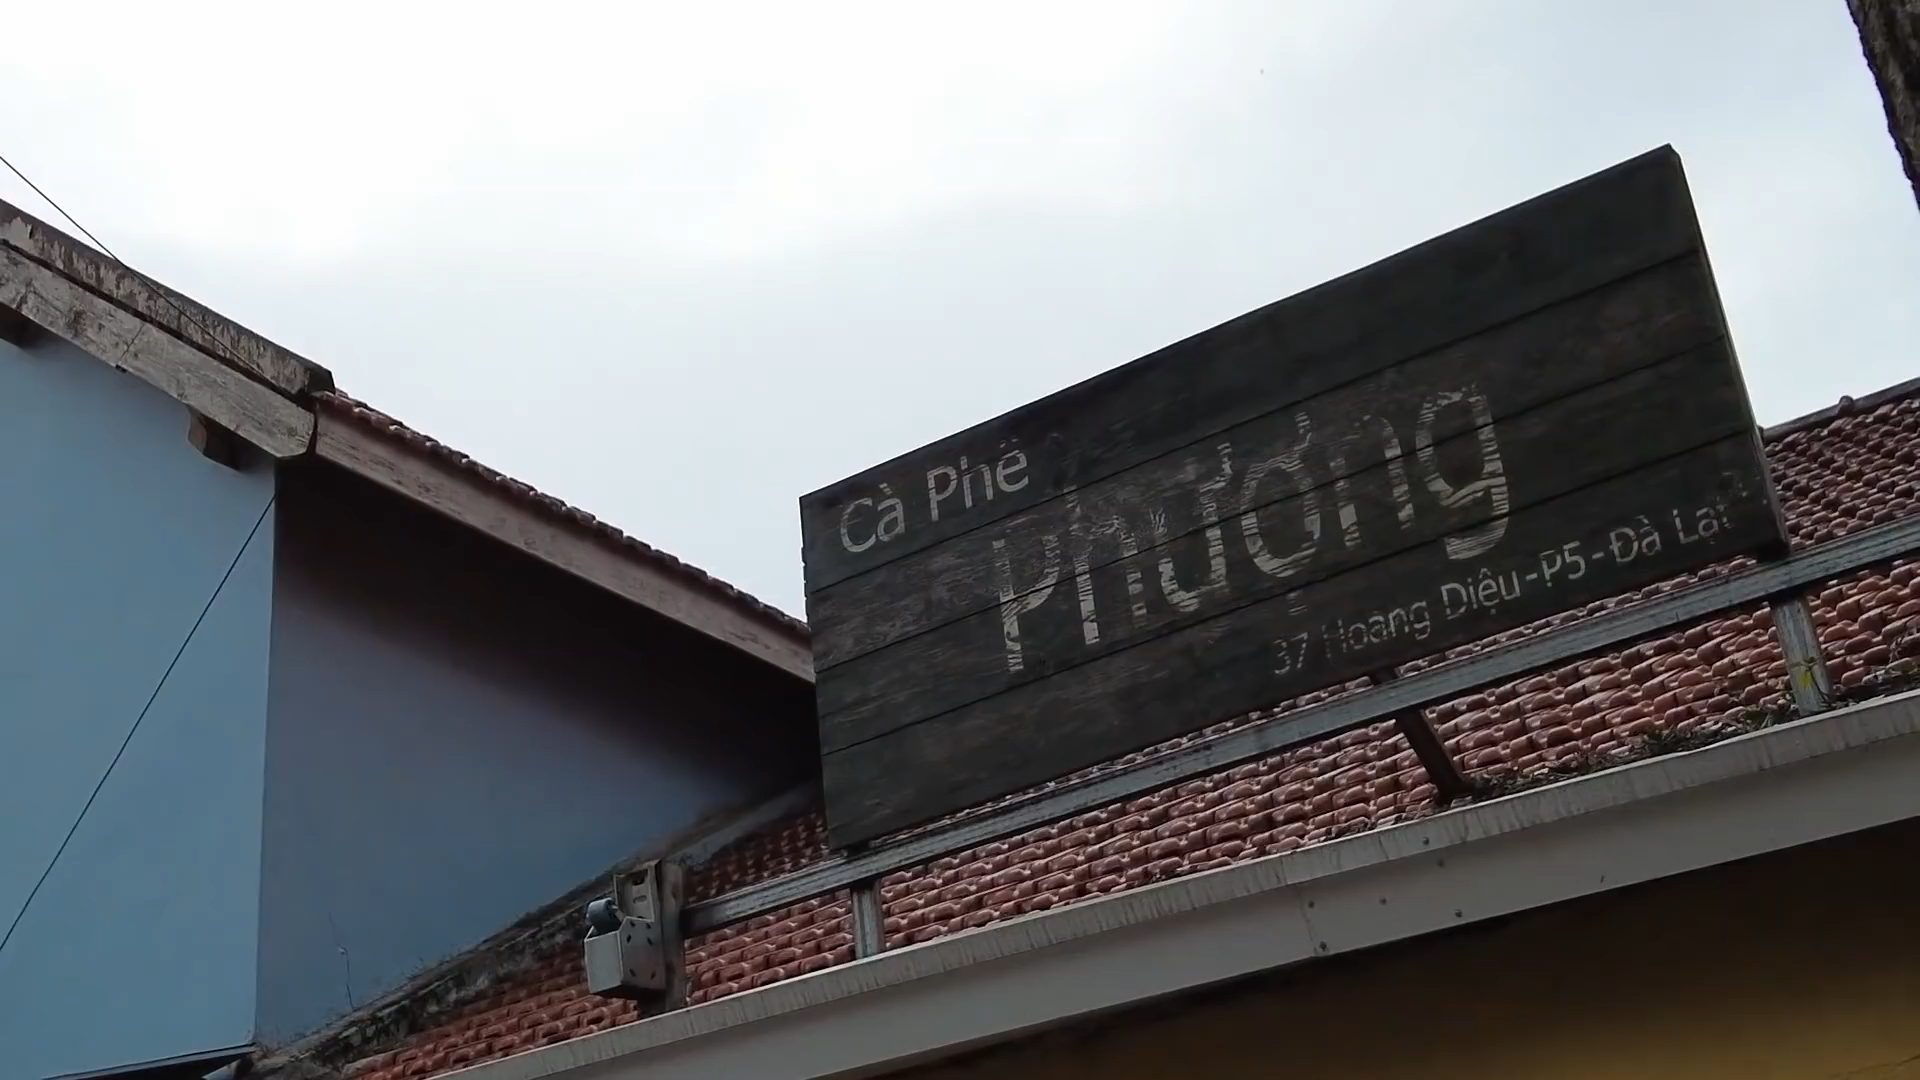 Cà Phê
Phượng
37 Hoàng Diệu-P5-Đà Lạt